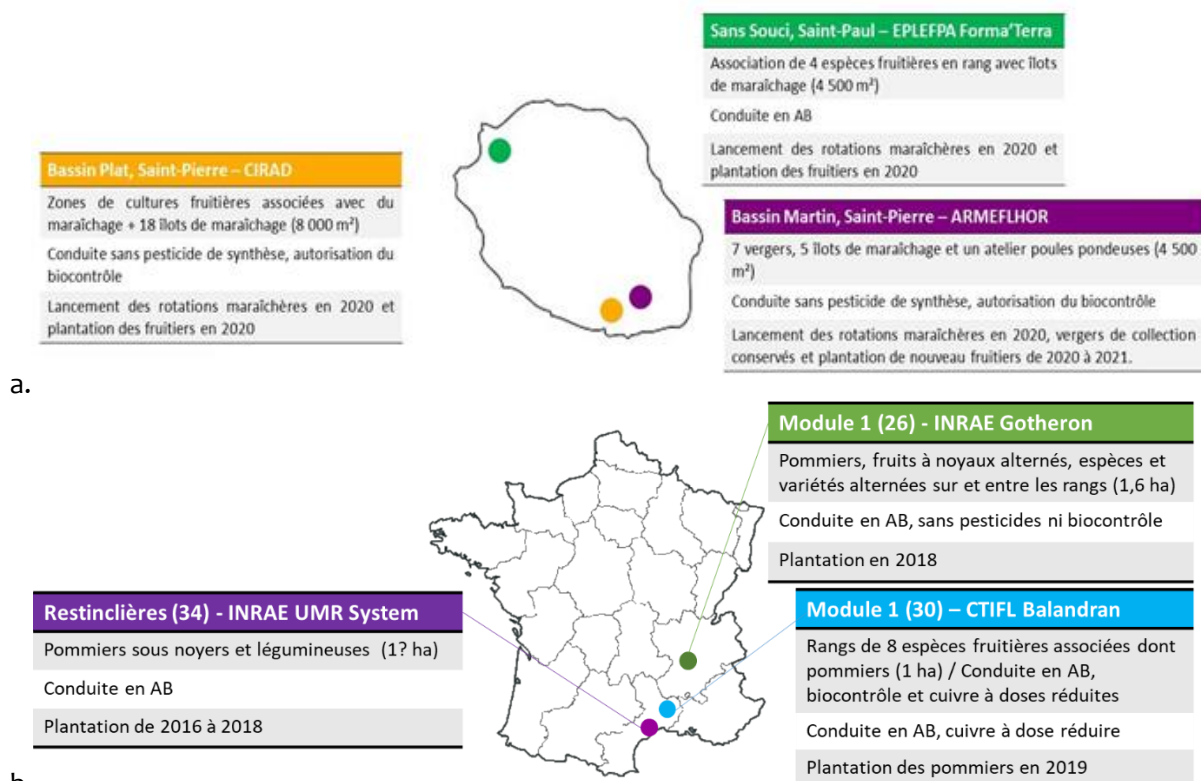 Sans Souci, Saint-Paul – EPLEFPA Forma'Terra
Association de 4 espèces fruitières en rang avec îlots
de maraîchage (4 500 m²)
Conduite en AB
Lancement des rotations maraîchères en 2020 et
plantation des fruitiers en 2020
Bassin Plat, Saint-Pierre – CIRAD
Zones de cultures fruitières associées avec du
maraîchage + 18 îlots de maraîchage (8 000 m²)
Conduite sans pesticide de synthèse, autorisation du
biocontrôle
Lancement des rotations maraîchères en 2020 et
plantation des fruitiers en 2020
Bassin Martin, Saint-Pierre – ARMEFLHOR
7 vergers, 5 îlots de maraîchage et un atelier poules pondeuses (4 500
m²)
Conduite sans pesticide de synthèse, autorisation du biocontrôle
Lancement des rotations maraîchères en 2020, vergers de collection
conservés et plantation de nouveau fruitiers de 2020 à 2021.
a.
Module 1 (26) - INRAE Gotheron
Pommiers, fruits à noyaux alternés, espèces et
variétés alternées sur et entre les rangs (1,6 ha)
Conduite en AB, sans pesticides ni biocontrôle
Plantation en 2018
Restinclières (34) - INRAE UMR System
Pommiers sous noyers et légumineuses (1? ha)
Conduite en AB
Plantation de 2016 à 2018
Module 1 (30) – CTIFL Balandran
Rangs de 8 espèces fruitières associées dont
pommiers (1 ha) / Conduite en AB,
biocontrôle et cuivre à doses réduites
Conduite en AB, cuivre à dose réduire
Plantation des pommiers en 2019